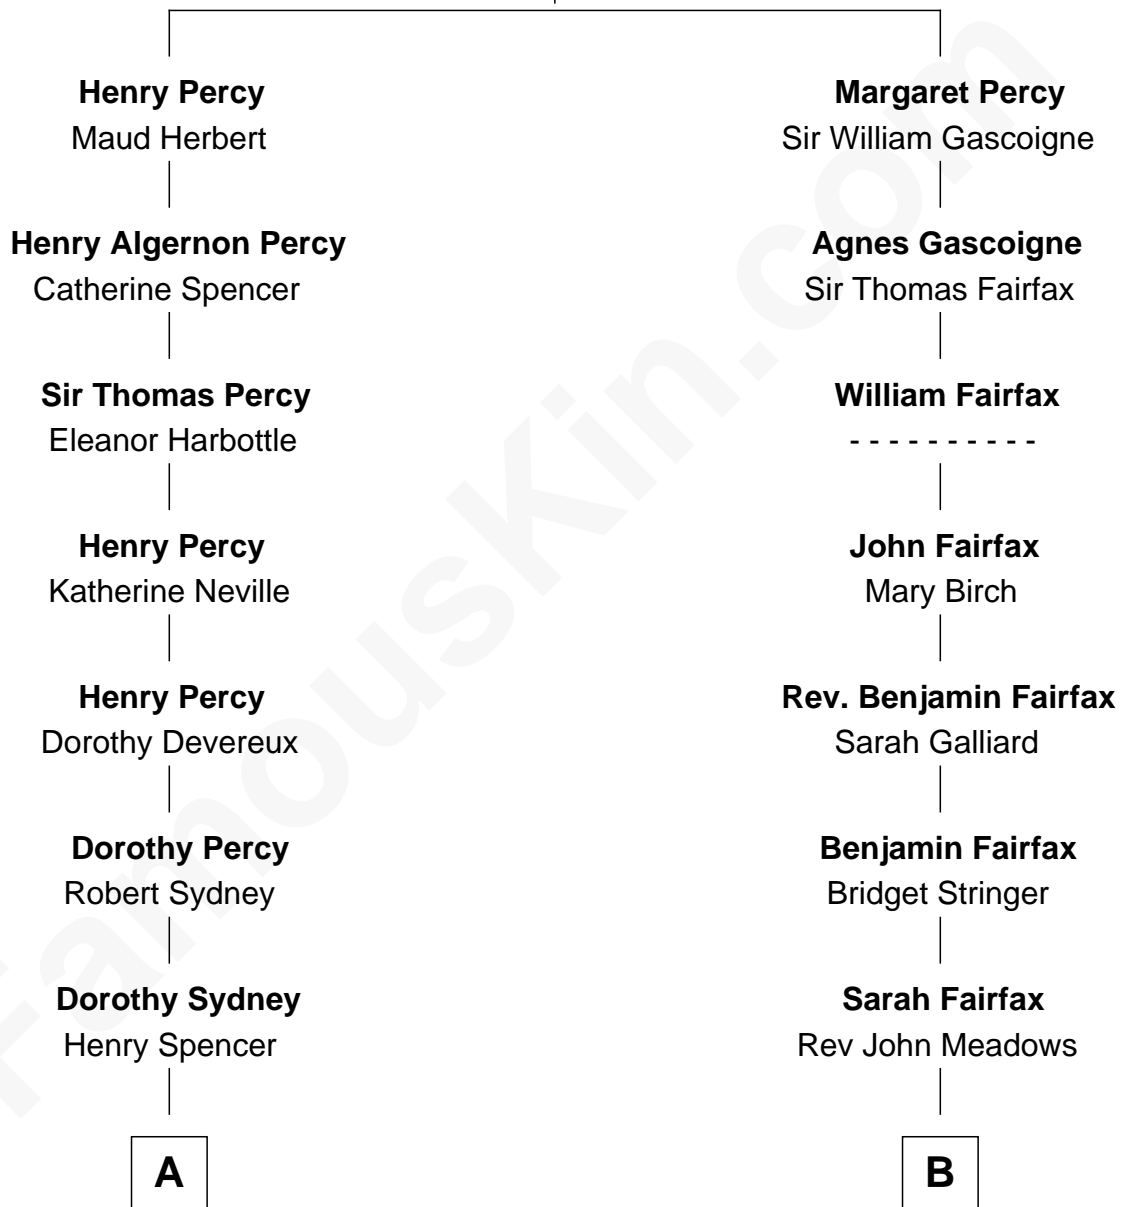 Henry Percy
Maud Herbert
Henry Algernon Percy
Catherine Spencer
Sir Thomas Percy
Eleanor Harbottle
Henry Percy
Katherine Neville
Henry Percy
Dorothy Devereux
Dorothy Percy
Robert Sydney
Dorothy Sydney
Henry Spencer
A
Margaret Percy
Sir William Gascoigne
Agnes Gascoigne
Sir Thomas Fairfax
William Fairfax
- - - - - - - - - -
John Fairfax
Mary Birch
Rev. Benjamin Fairfax
Sarah Galliard
Benjamin Fairfax
Bridget Stringer
Sarah Fairfax
Rev John Meadows
B
FamousKin.com